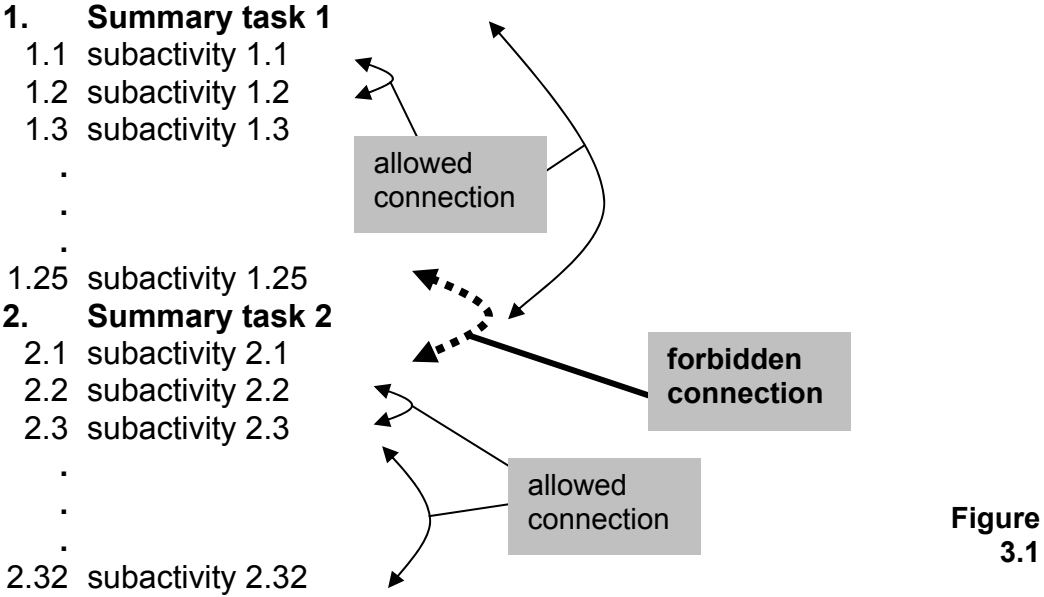 1. Summary task 1
1.1 subactivity 1.1
1.2 subactivity 1.2
1.3 subactivity 1.3
.
.
.
1.25 subactivity 1.25
2. Summary task 2
2.1 subactivity 2.1
2.2 subactivity 2.2
2.3 subactivity 2.3
.
.
.
2.32 subactivity 2.32
allowed
connection
forbidden
connection
allowed
connection
Figure
3.1